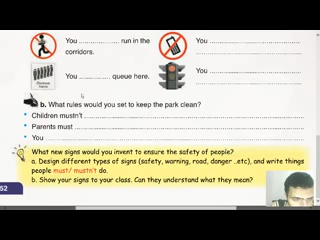 You ……………… run in the
corridors.
You ………………………………
You …………… queue here.
You ………………………………
………………………………
b. What rules would you set to keep the park clean?
Children mustn't ………………………………………………
Parents must ………………………………………………
You ………………………………………………
What new signs would you invent to ensure the safety of people?
a. Design different types of signs (safety, warning, road, danger ..etc), and write things
people must/ mustn't do.
b. Show your signs to your class. Can they understand what they mean?
52